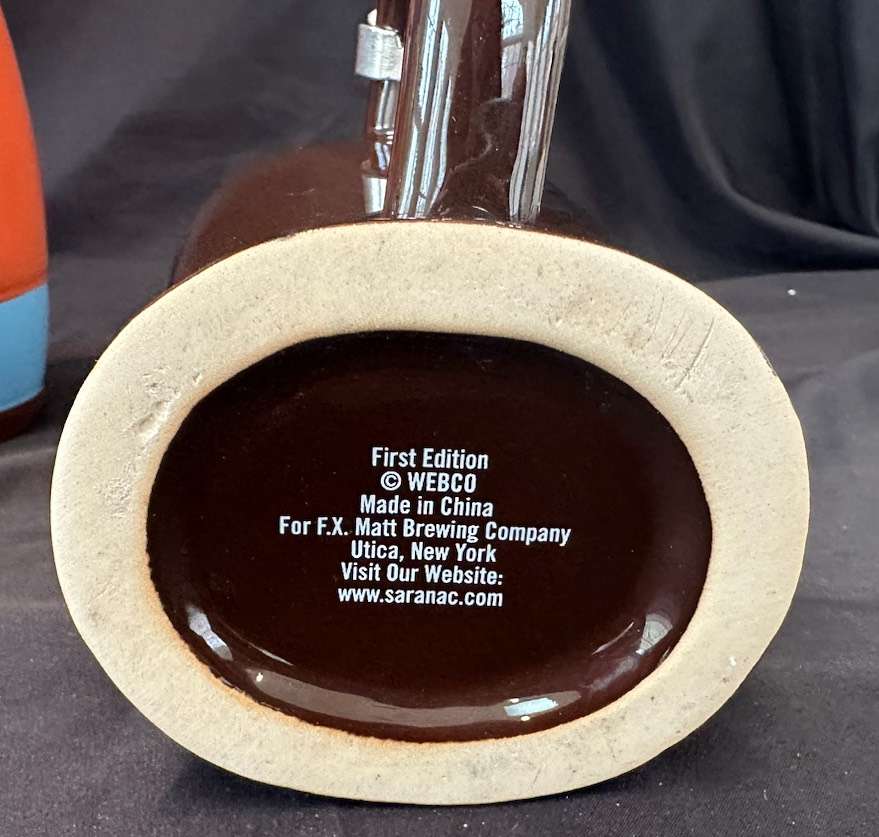 First Edition
© WEBCO
Made in China
For F.X. Matt Brewing Company
Utica, New York
Visit Our Website:
www.saranac.com